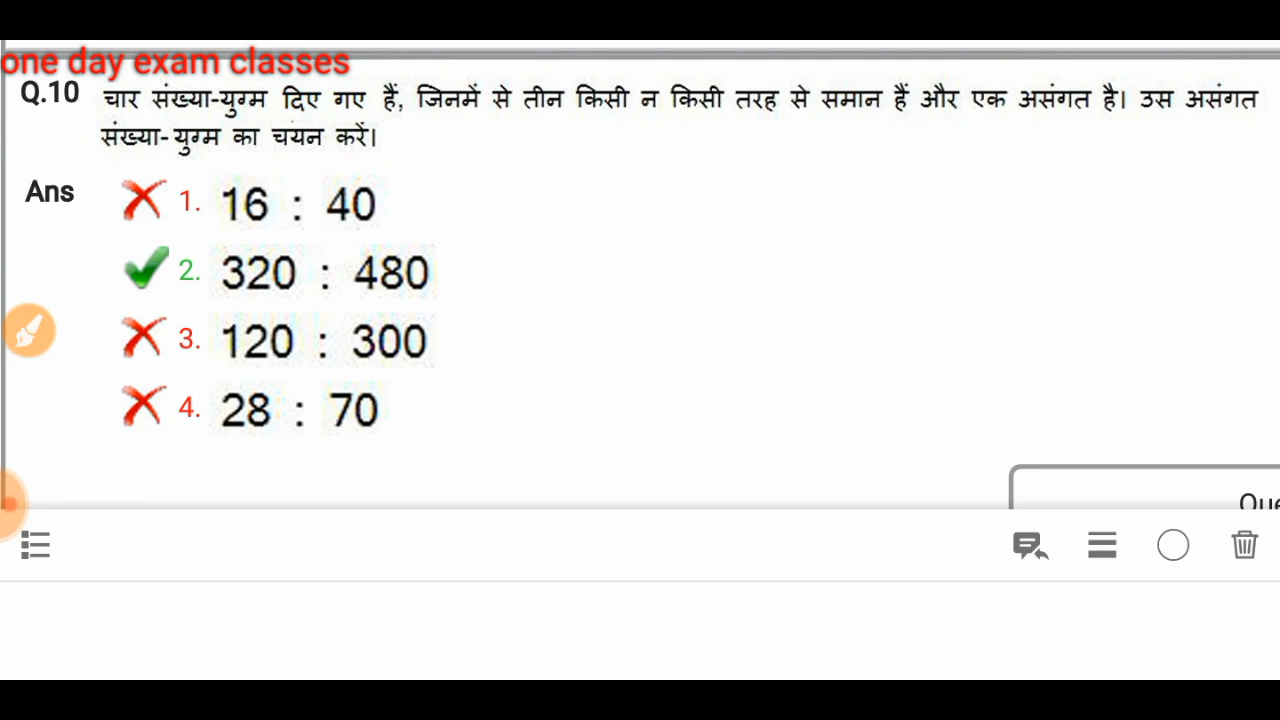 one day exam classes
Q.10 चार संख्या-युग्म दिए गए हैं, जिनमें से तीन किसी न किसी तरह से समान हैं और एक असंगत है। उस असंगत
संख्या-युग्म का चयन करें।
Ans 1. 16 : 40
2. 320 : 480
3. 120 : 300
4. 28 : 70